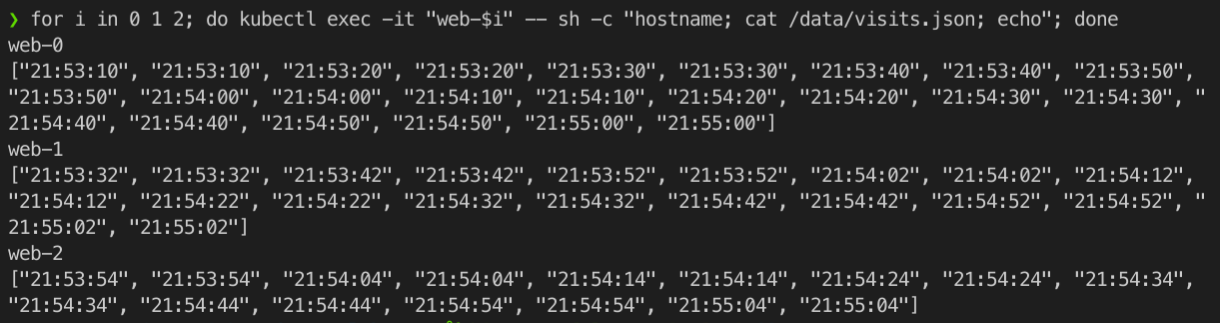 ❯ for i in 0 1 2; do kubectl exec -it "web-$i" -- sh -c "hostname; cat /data/visits.json; echo"; done
web-0
["21:53:10", "21:53:10", "21:53:20", "21:53:20", "21:53:30", "21:53:30", "21:53:40", "21:53:40", "21:53:50",
"21:53:50", "21:54:00", "21:54:00", "21:54:10", "21:54:10", "21:54:20", "21:54:20", "21:54:30", "21:54:30", "
21:54:40", "21:54:40", "21:54:50", "21:54:50", "21:55:00", "21:55:00"]
web-1
["21:53:32", "21:53:32", "21:53:42", "21:53:42", "21:53:52", "21:53:52", "21:54:02", "21:54:02", "21:54:12",
"21:54:12", "21:54:22", "21:54:22", "21:54:32", "21:54:32", "21:54:42", "21:54:42", "21:54:52", "21:54:52", "
21:55:02", "21:55:02"]
web-2
["21:53:54", "21:53:54", "21:54:04", "21:54:04", "21:54:14", "21:54:14", "21:54:24", "21:54:24", "21:54:34",
"21:54:34", "21:54:44", "21:54:44", "21:54:54", "21:54:54", "21:55:04", "21:55:04"]